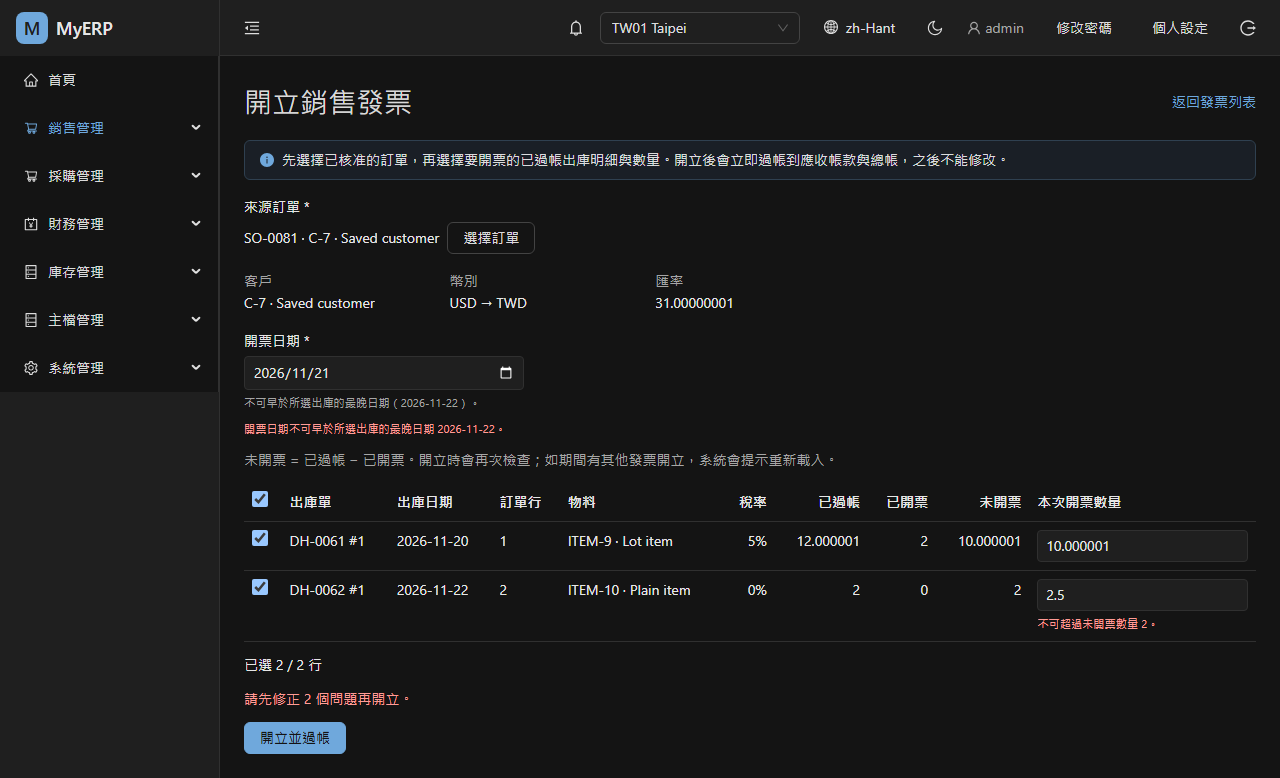 M MyERP
TW01 Taipei
zh-Hant
admin
修改密碼
個人設定
首頁
銷售管理
採購管理
財務管理
庫存管理
主檔管理
系統管理
開立銷售發票
返回發票列表
先選擇已核准的訂單，再選擇要開票的已過帳出庫明細與數量。開立後會立即過帳到應收帳款與總帳，之後不能修改。
來源訂單 *
SO-0081 · C-7 · Saved customer 選擇訂單
客戶 幣別 匯率
C-7 · Saved customer USD → TWD 31.00000001
開票日期 *
2026/11/21
不可早於所選出庫的最晚日期（2026-11-22）。
開票日期不可早於所選出庫的最晚日期 2026-11-22。
未開票 = 已過帳 − 已開票。開立時會再次檢查；如期間有其他發票開立，系統會提示重新載入。
出庫單 出庫日期 訂單行 物料 稅率 已過帳 已開票 未開票 本次開票數量
DH-0061 #1 2026-11-20 1 ITEM-9 · Lot item 5% 12.000001 2 10.000001 10.000001
DH-0062 #1 2026-11-22 2 ITEM-10 · Plain item 0% 2 0 2 2.5
不可超過未開票數量 2。
已選 2 / 2 行
請先修正 2 個問題再開立。
開立並過帳